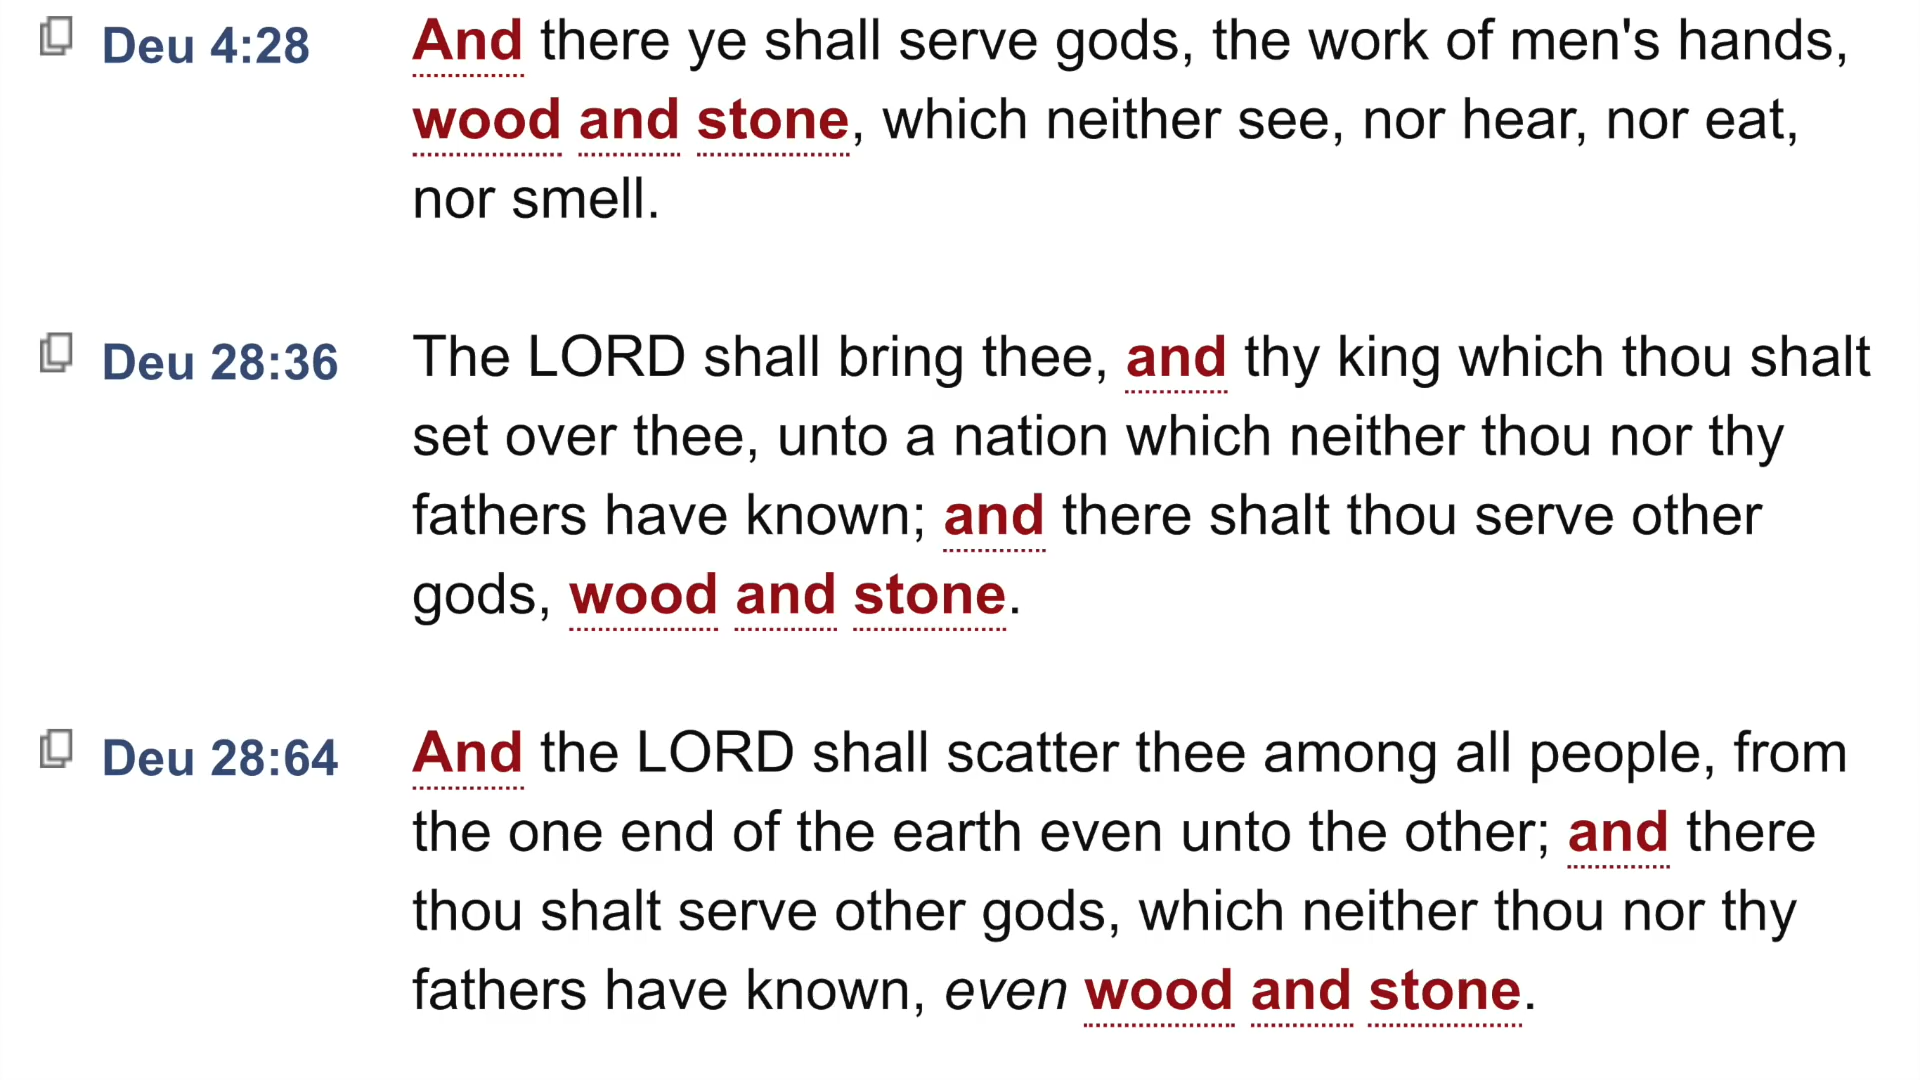 Deu 4:28 And there ye shall serve gods, the work of men's hands,
wood and stone, which neither see, nor hear, nor eat,
nor smell.
Deu 28:36 The LORD shall bring thee, and thy king which thou shalt
set over thee, unto a nation which neither thou nor thy
fathers have known; and there shalt thou serve other
gods, wood and stone.
Deu 28:64 And the LORD shall scatter thee among all people, from
the one end of the earth even unto the other; and there
thou shalt serve other gods, which neither thou nor thy
fathers have known, even wood and stone.